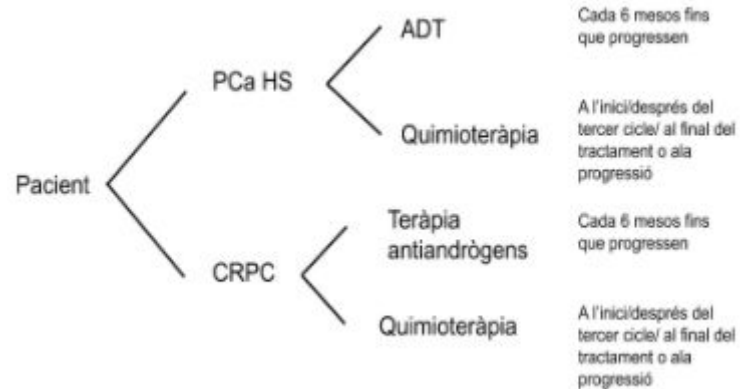 ADT
Cada 6 mesos fins
que progressen
PCa HS
Quimioteràpia
A l'inici/després del
tercer cicle/ al final del
tractament o ala
progressió
Pacient
Teràpia
antiandrògens
Cada 6 mesos fins
que progressen
CRPC
Quimioteràpia
A l'inici/després del
tercer cicle/ al final del
tractament o ala
progressió